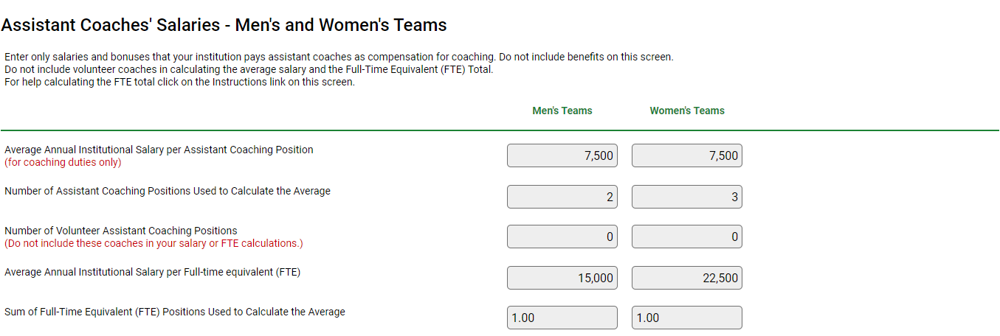 Assistant Coaches' Salaries - Men's and Women's Teams
Enter only salaries and bonuses that your institution pays assistant coaches as compensation for coaching. Do not include benefits on this screen.
Do not include volunteer coaches in calculating the average salary and the Full-Time Equivalent (FTE) Total.
For help calculating the FTE total click on the Instructions link on this screen.
Men's Teams Women's Teams
Average Annual Institutional Salary per Assistant Coaching Position
(for coaching duties only)
7,500 7,500
Number of Assistant Coaching Positions Used to Calculate the Average
2 3
Number of Volunteer Assistant Coaching Positions
(Do not include these coaches in your salary or FTE calculations.)
0 0
Average Annual Institutional Salary per Full-time equivalent (FTE)
15,000 22,500
Sum of Full-Time Equivalent (FTE) Positions Used to Calculate the Average
1.00 1.00